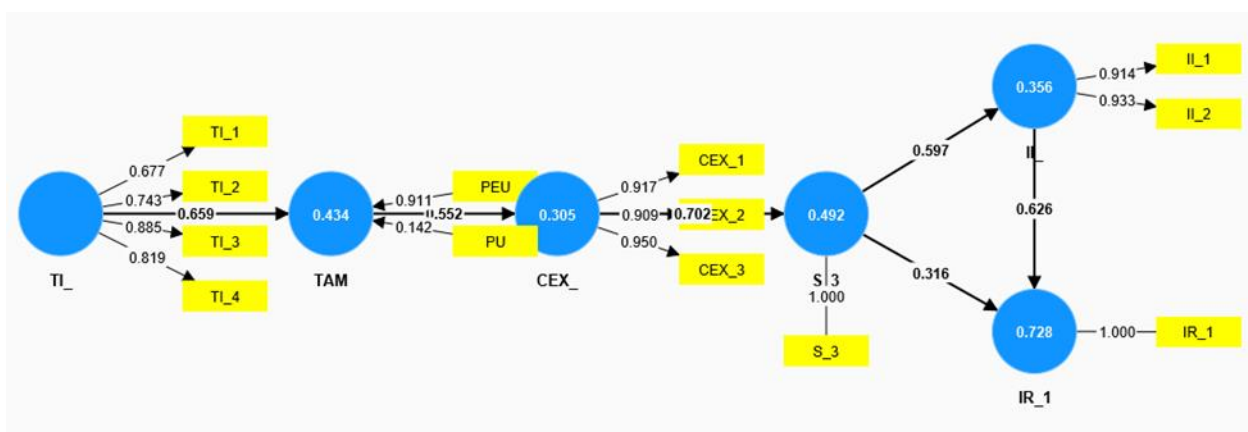 TI_1
0.677
TI_2
0.743
0.659
0.885
TI_3
0.819
TI_4
TI_
0.434
TAM
PEU
0.911
0.552
0.142
PU
0.305
CEX_
CEX_1
0.917
0.909
0.702
EX_2
0.950
CEX_3
0.492
S_3
1.000
S_3
0.597
0.316
0.356
II_
0.914
II_1
0.933
II_2
0.626
0.728
IR_1
1.000
IR_1